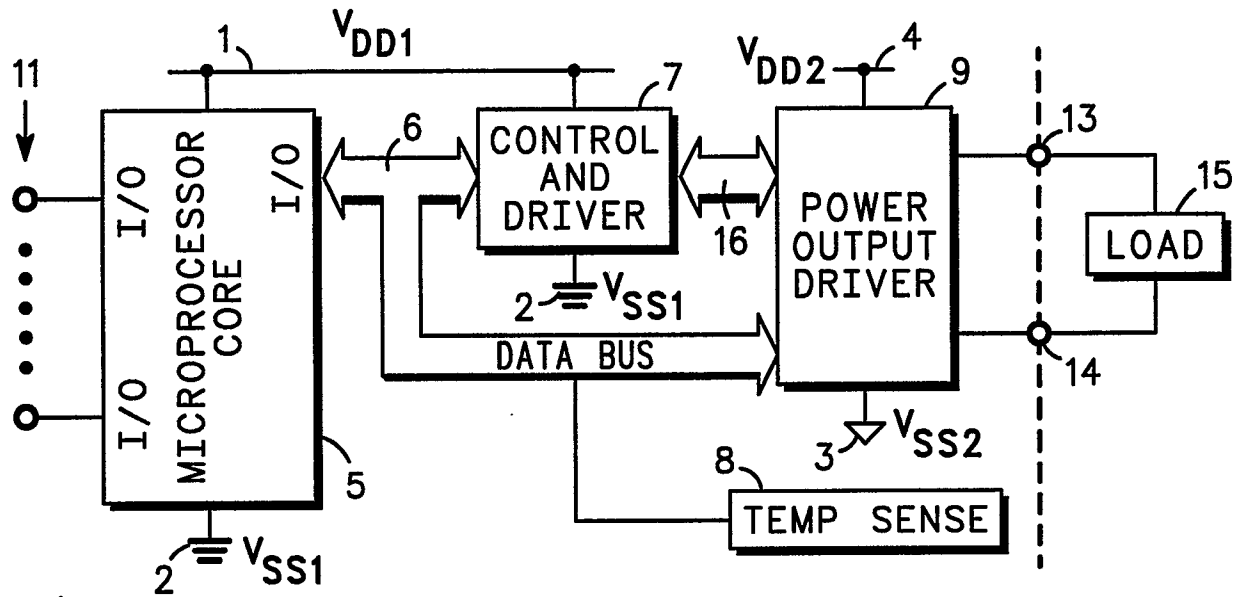 11
1
VDD1
I/O
I/O
MICROPROCESSOR
CORE
I/O
5
2
VSS1
6
CONTROL
AND
DRIVER
7
2
VSS1
16
DATA BUS
VDD2
4
9
POWER
OUTPUT
DRIVER
3
VSS2
8
TEMP SENSE
13
14
15
LOAD